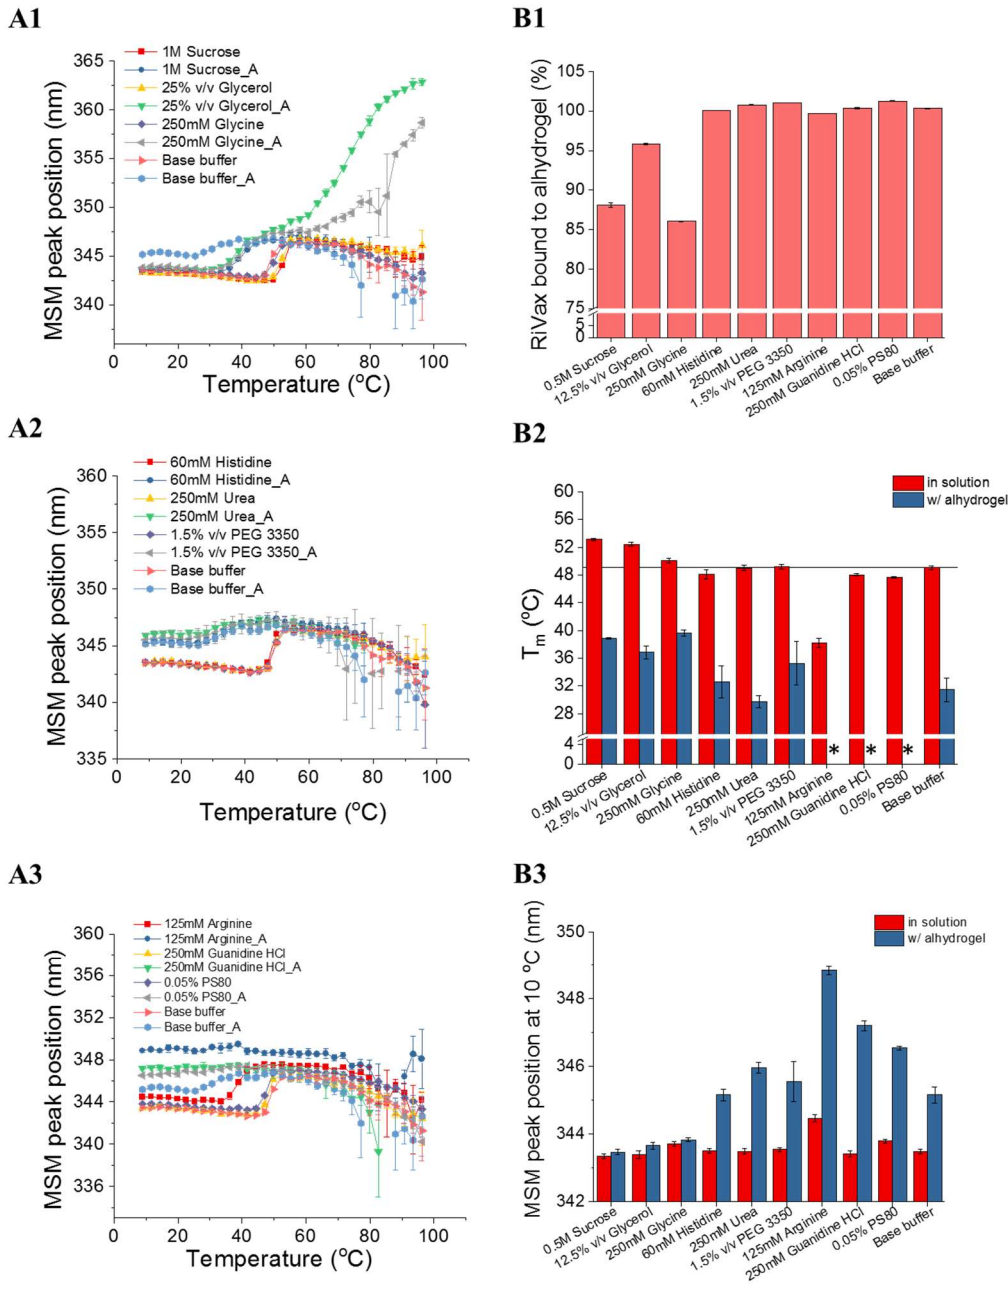 A1
1M Sucrose
1M Sucrose_A
25% v/v Glycerol
25% v/v Glycerol_A
250mM Glycine
250mM Glycine_A
Base buffer
Base buffer_A
MSM peak position (nm)
365
360
355
350
345
340
0 20 40 60 80 100
Temperature (°C)
B1
RiVax bound to alhydrogel (%)
105
100
95
90
85
80
75
5
0
0.5M Sucrose
12.5% v/v Glycerol
250mM Glycine
60mM Histidine
250mM Urea
1.5% v/v PEG 3350
125mM Arginine
250mM Guanidine HCl
0.05% PS80
Base buffer
A2
60mM Histidine
60mM Histidine_A
250mM Urea
250mM Urea_A
1.5% v/v PEG 3350
1.5% v/v PEG 3350_A
Base buffer
Base buffer_A
MSM peak position (nm)
360
355
350
345
340
335
0 20 40 60 80 100
Temperature (°C)
B2
in solution
w/ alhydrogel
Tm (°C)
60
56
52
48
44
40
36
32
28
4
0
* * *
0.5M Sucrose
12.5% v/v Glycerol
250mM Glycine
60mM Histidine
250mM Urea
1.5% v/v PEG 3350
125mM Arginine
250mM Guanidine HCl
0.05% PS80
Base buffer
A3
125mM Arginine
125mM Arginine_A
250mM Guanidine HCl
250mM Guanidine HCl_A
0.05% PS80
0.05% PS80_A
Base buffer
Base buffer_A
MSM peak position (nm)
360
356
352
348
344
340
336
0 20 40 60 80 100
Temperature (°C)
B3
in solution
w/ alhydrogel
MSM peak position at 10 °C (nm)
350
348
346
344
342
0.5M Sucrose
12.5% v/v Glycerol
250mM Glycine
60mM Histidine
250mM Urea
1.5% v/v PEG 3350
125mM Arginine
250mM Guanidine HCl
0.05% PS80
Base buffer